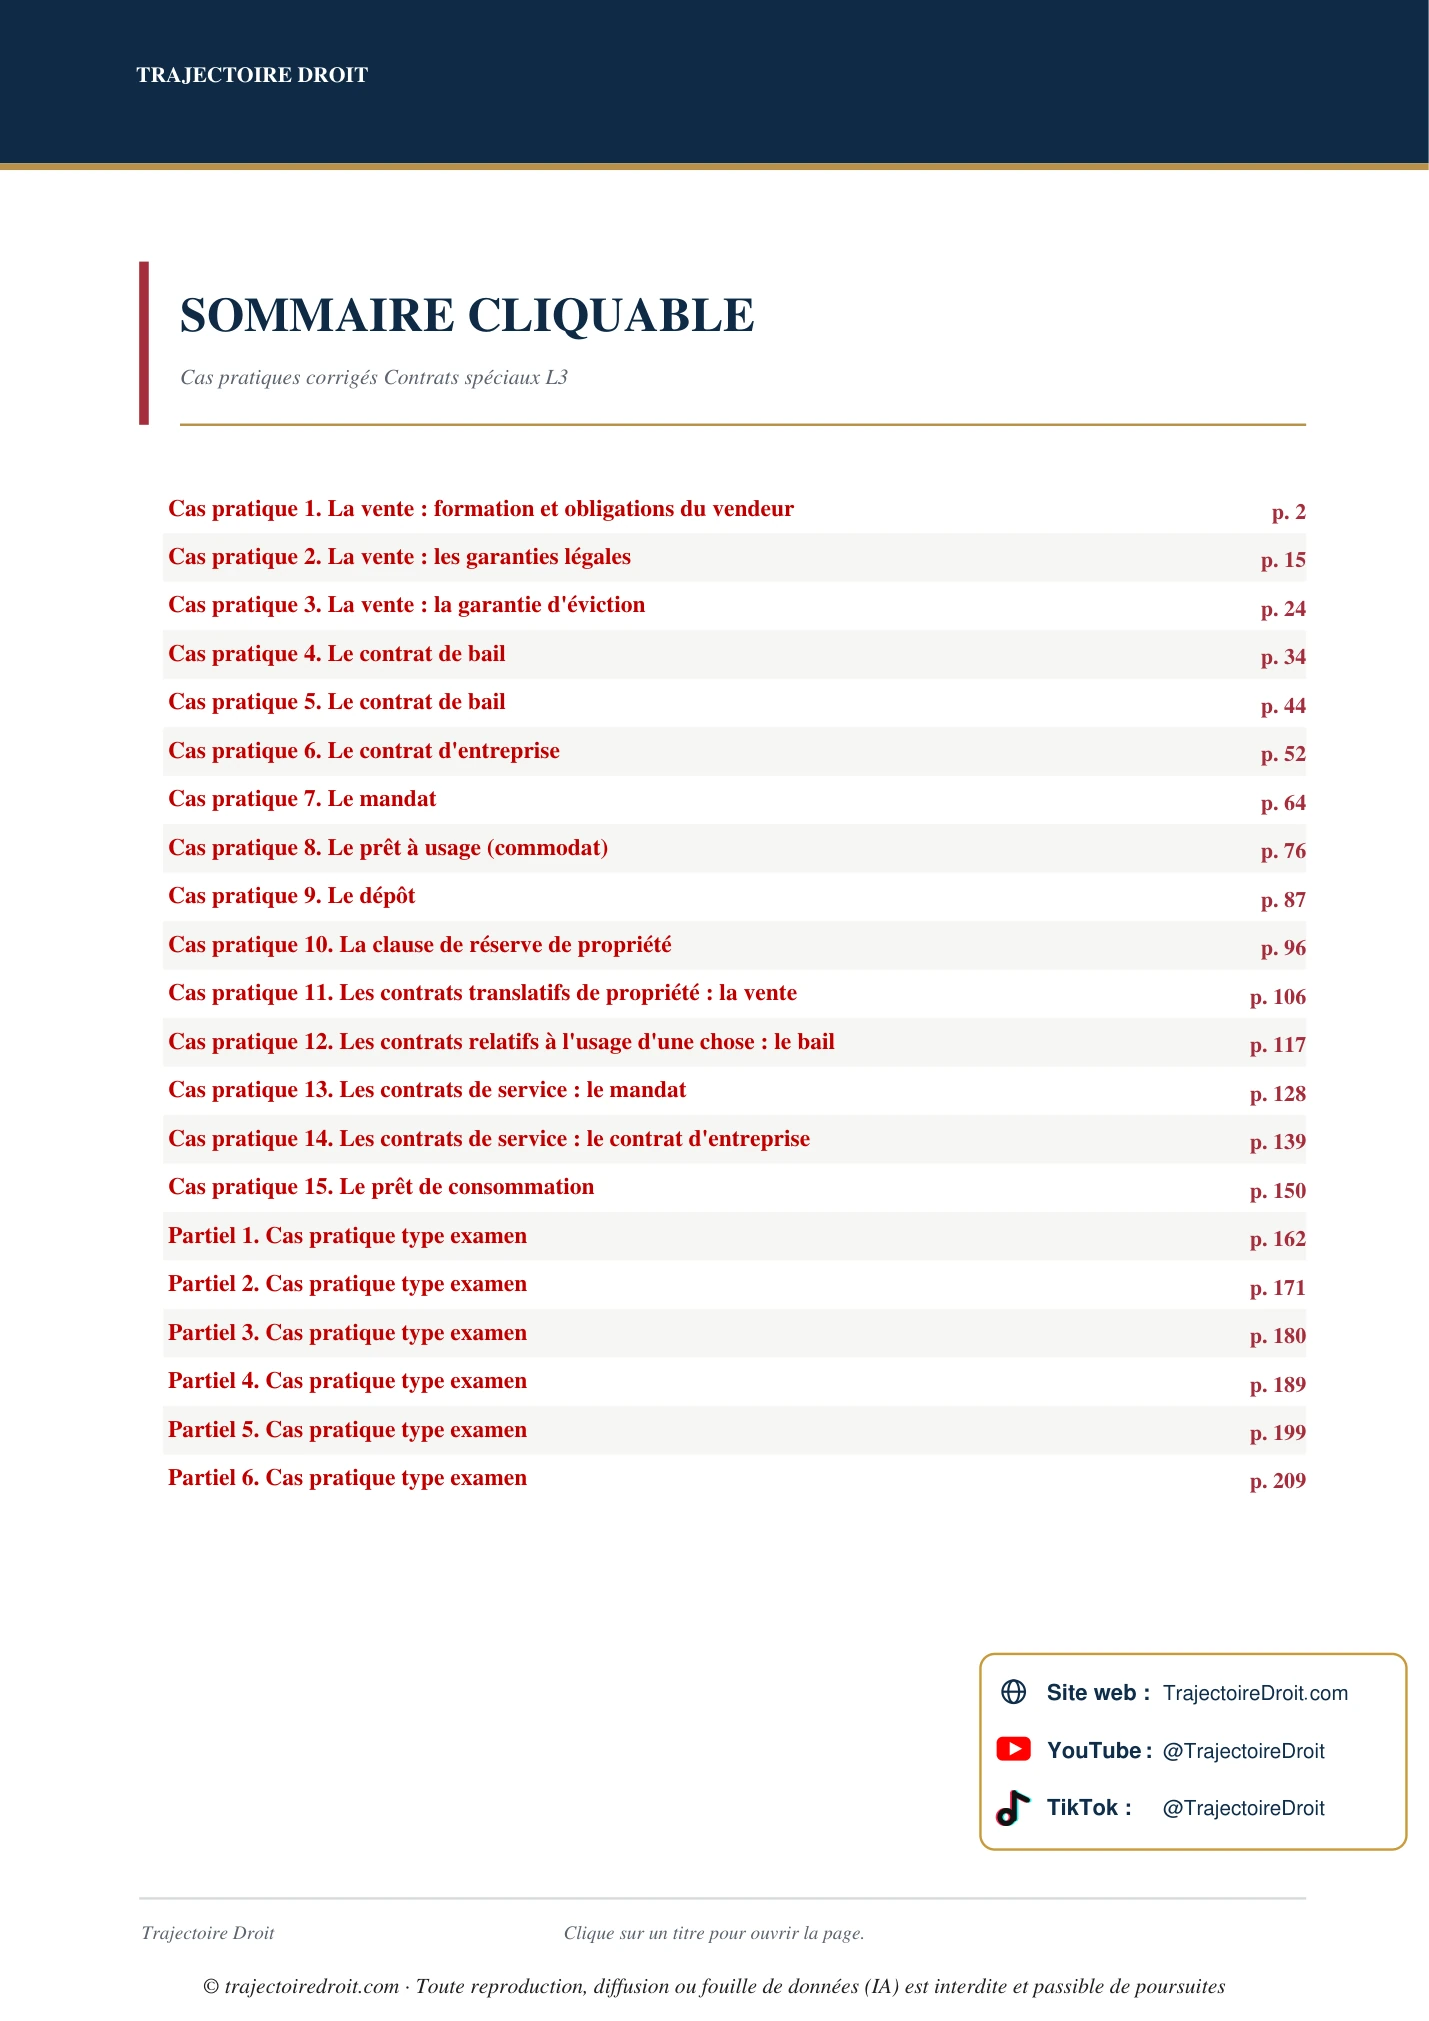 TRAJECTOIRE DROIT
SOMMAIRE CLIQUABLE
Cas pratiques corrigés Contrats spéciaux L3
Cas pratique 1. La vente : formation et obligations du vendeur p. 2
Cas pratique 2. La vente : les garanties légales p. 15
Cas pratique 3. La vente : la garantie d'éviction p. 24
Cas pratique 4. Le contrat de bail p. 34
Cas pratique 5. Le contrat de bail p. 44
Cas pratique 6. Le contrat d'entreprise p. 52
Cas pratique 7. Le mandat p. 64
Cas pratique 8. Le prêt à usage (commodat) p. 76
Cas pratique 9. Le dépôt p. 87
Cas pratique 10. La clause de réserve de propriété p. 96
Cas pratique 11. Les contrats translatifs de propriété : la vente p. 106
Cas pratique 12. Les contrats relatifs à l'usage d'une chose : le bail p. 117
Cas pratique 13. Les contrats de service : le mandat p. 128
Cas pratique 14. Les contrats de service : le contrat d'entreprise p. 139
Cas pratique 15. Le prêt de consommation p. 150
Partiel 1. Cas pratique type examen p. 162
Partiel 2. Cas pratique type examen p. 171
Partiel 3. Cas pratique type examen p. 180
Partiel 4. Cas pratique type examen p. 189
Partiel 5. Cas pratique type examen p. 199
Partiel 6. Cas pratique type examen p. 209
Site web : TrajectoireDroit.com
YouTube : @TrajectoireDroit
TikTok : @TrajectoireDroit
Trajectoire Droit Clique sur un titre pour ouvrir la page.
© trajectoiredroit.com · Toute reproduction, diffusion ou fouille de données (IA) est interdite et passible de poursuites